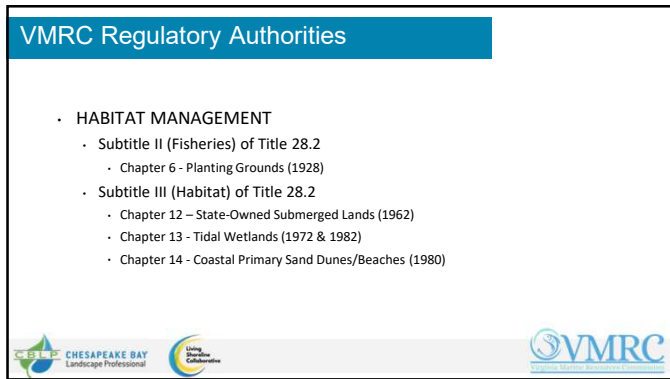 VMRC Regulatory Authorities
• HABITAT MANAGEMENT
• Subtitle II (Fisheries) of Title 28.2
• Chapter 6 - Planting Grounds (1928)
• Subtitle III (Habitat) of Title 28.2
• Chapter 12 – State-Owned Submerged Lands (1962)
• Chapter 13 - Tidal Wetlands (1972 & 1982)
• Chapter 14 - Coastal Primary Sand Dunes/Beaches (1980)
CBLP
CHESAPEAKE BAY
Landscape Professional
Living
Shoreline
Collaborative
VMRC
Virginia Marine Resources Commission